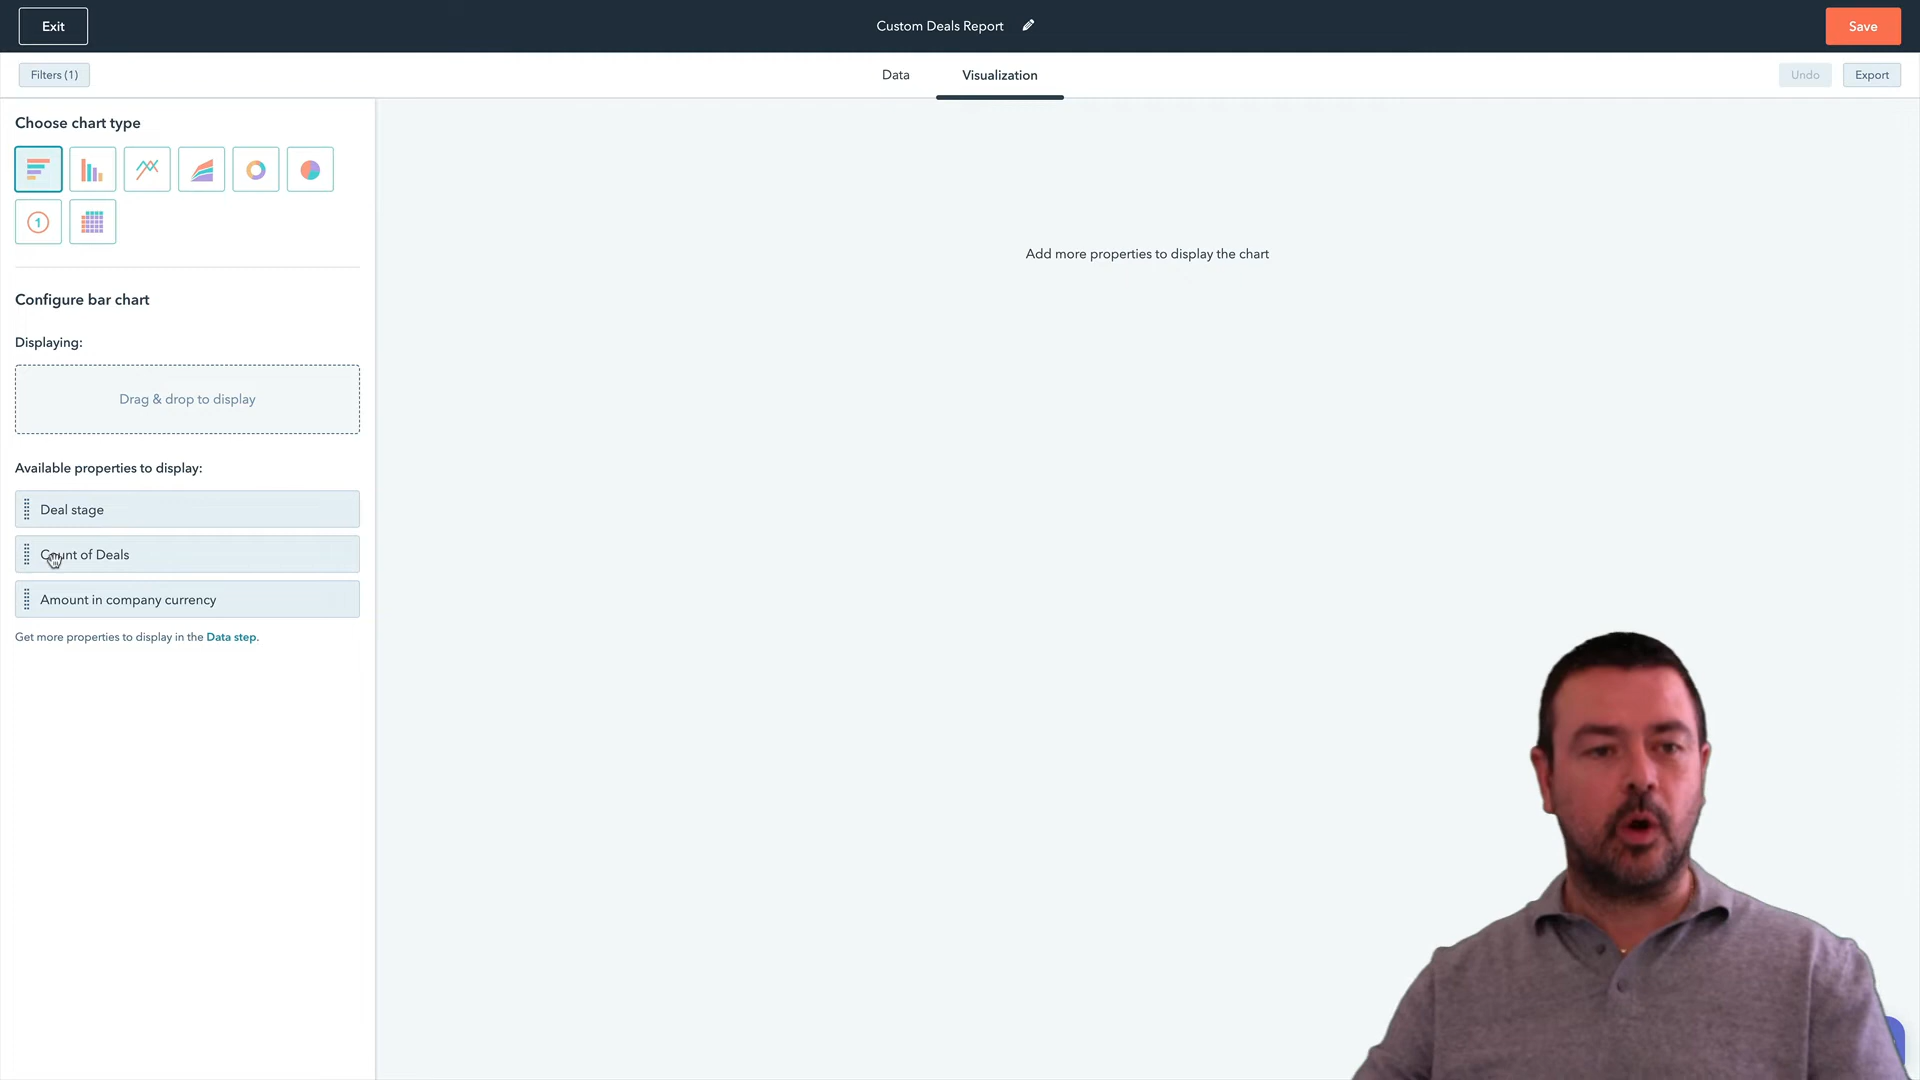 Exit
Custom Deals Report
Save
Filters (1)
Data
Visualization
Undo
Export
Choose chart type
1
Configure bar chart
Displaying:
Drag & drop to display
Available properties to display:
Deal stage
Count of Deals
Amount in company currency
Get more properties to display in the Data step.
Add more properties to display the chart